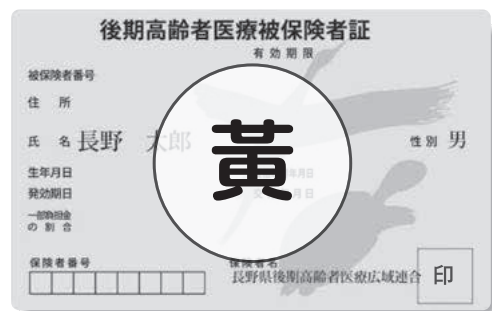 後期高齢者医療被保険者証
有効期限
被保険者番号
住 所
氏 名 長野 太郎
性別 男
黄
生年月日
発効期日
一部負担金
の割合
保険者番号
保険者名
長野県後期高齢者医療広域連合
印